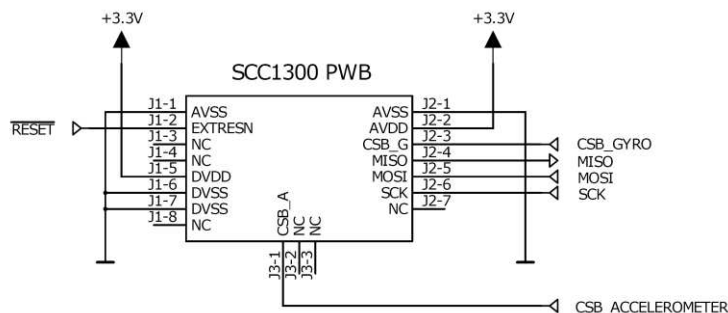 +3.3V +3.3V
SCC1300 PWB
J1-1 AVSS AVSS J2-1
RESET J1-2 EXTRESN AVDD J2-2
J1-3 NC CSB_G J2-3 CSB_GYRO
J1-4 NC MISO J2-4 MISO
J1-5 DVDD MOSI J2-5 MOSI
J1-6 DVSS SCK J2-6 SCK
J1-7 DVSS NC J2-7
J1-8 NC
CSB_A NC NC
J3-1 J3-2 J3-3
CSB_ACCELEROMETER